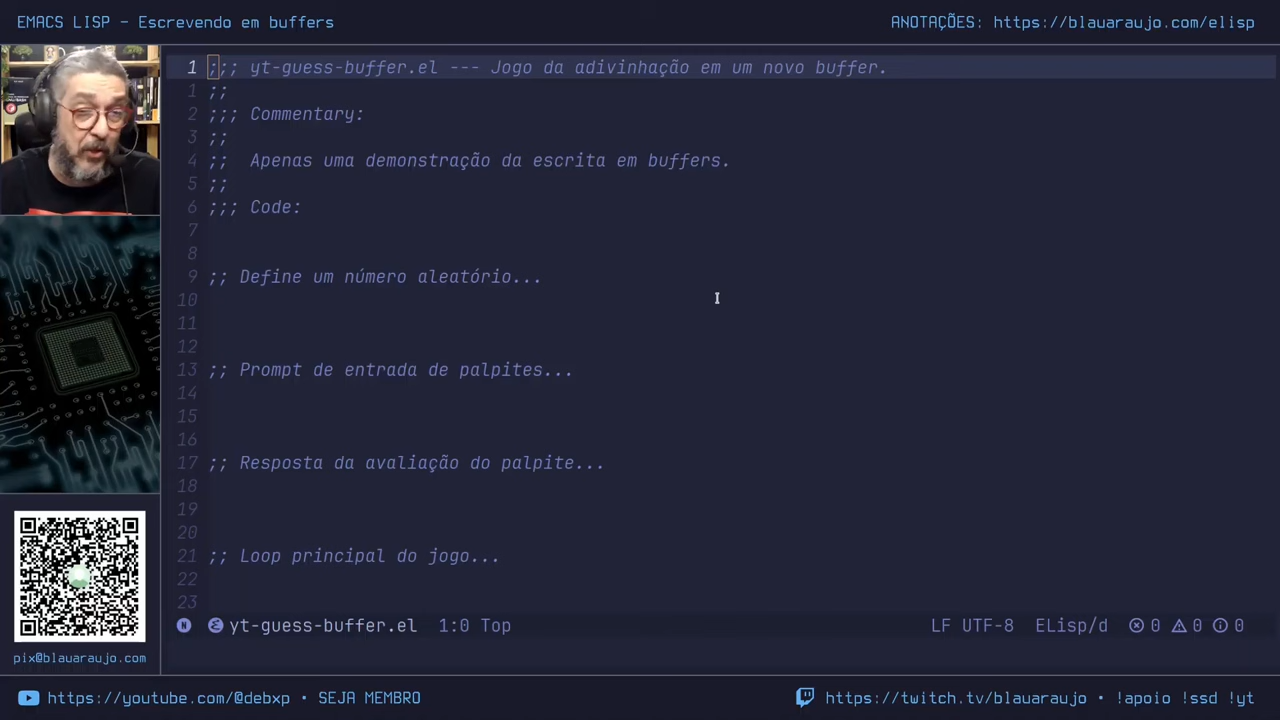 EMACS LISP - Escrevendo em buffers
ANOTAÇÕES: https://blauaraujo.com/elisp
1 ;;; yt-guess-buffer.el --- Jogo da adivinhação em um novo buffer.
1 ;;
2 ;;; Commentary:
3 ;;
4 ;;  Apenas uma demonstração da escrita em buffers.
5 ;;
6 ;;; Code:
7
8
9 ;; Define um número aleatório...
10
11
12
13 ;; Prompt de entrada de palpites...
14
15
16
17 ;; Resposta da avaliação do palpite...
18
19
20
21 ;; Loop principal do jogo...
22
23
N yt-guess-buffer.el 1:0 Top LF UTF-8 ELisp/d 0 0 0
pix@blauaraujo.com
https://youtube.com/@debxp • SEJA MEMBRO
https://twitch.tv/blauaraujo • !apoio !ssd !yt